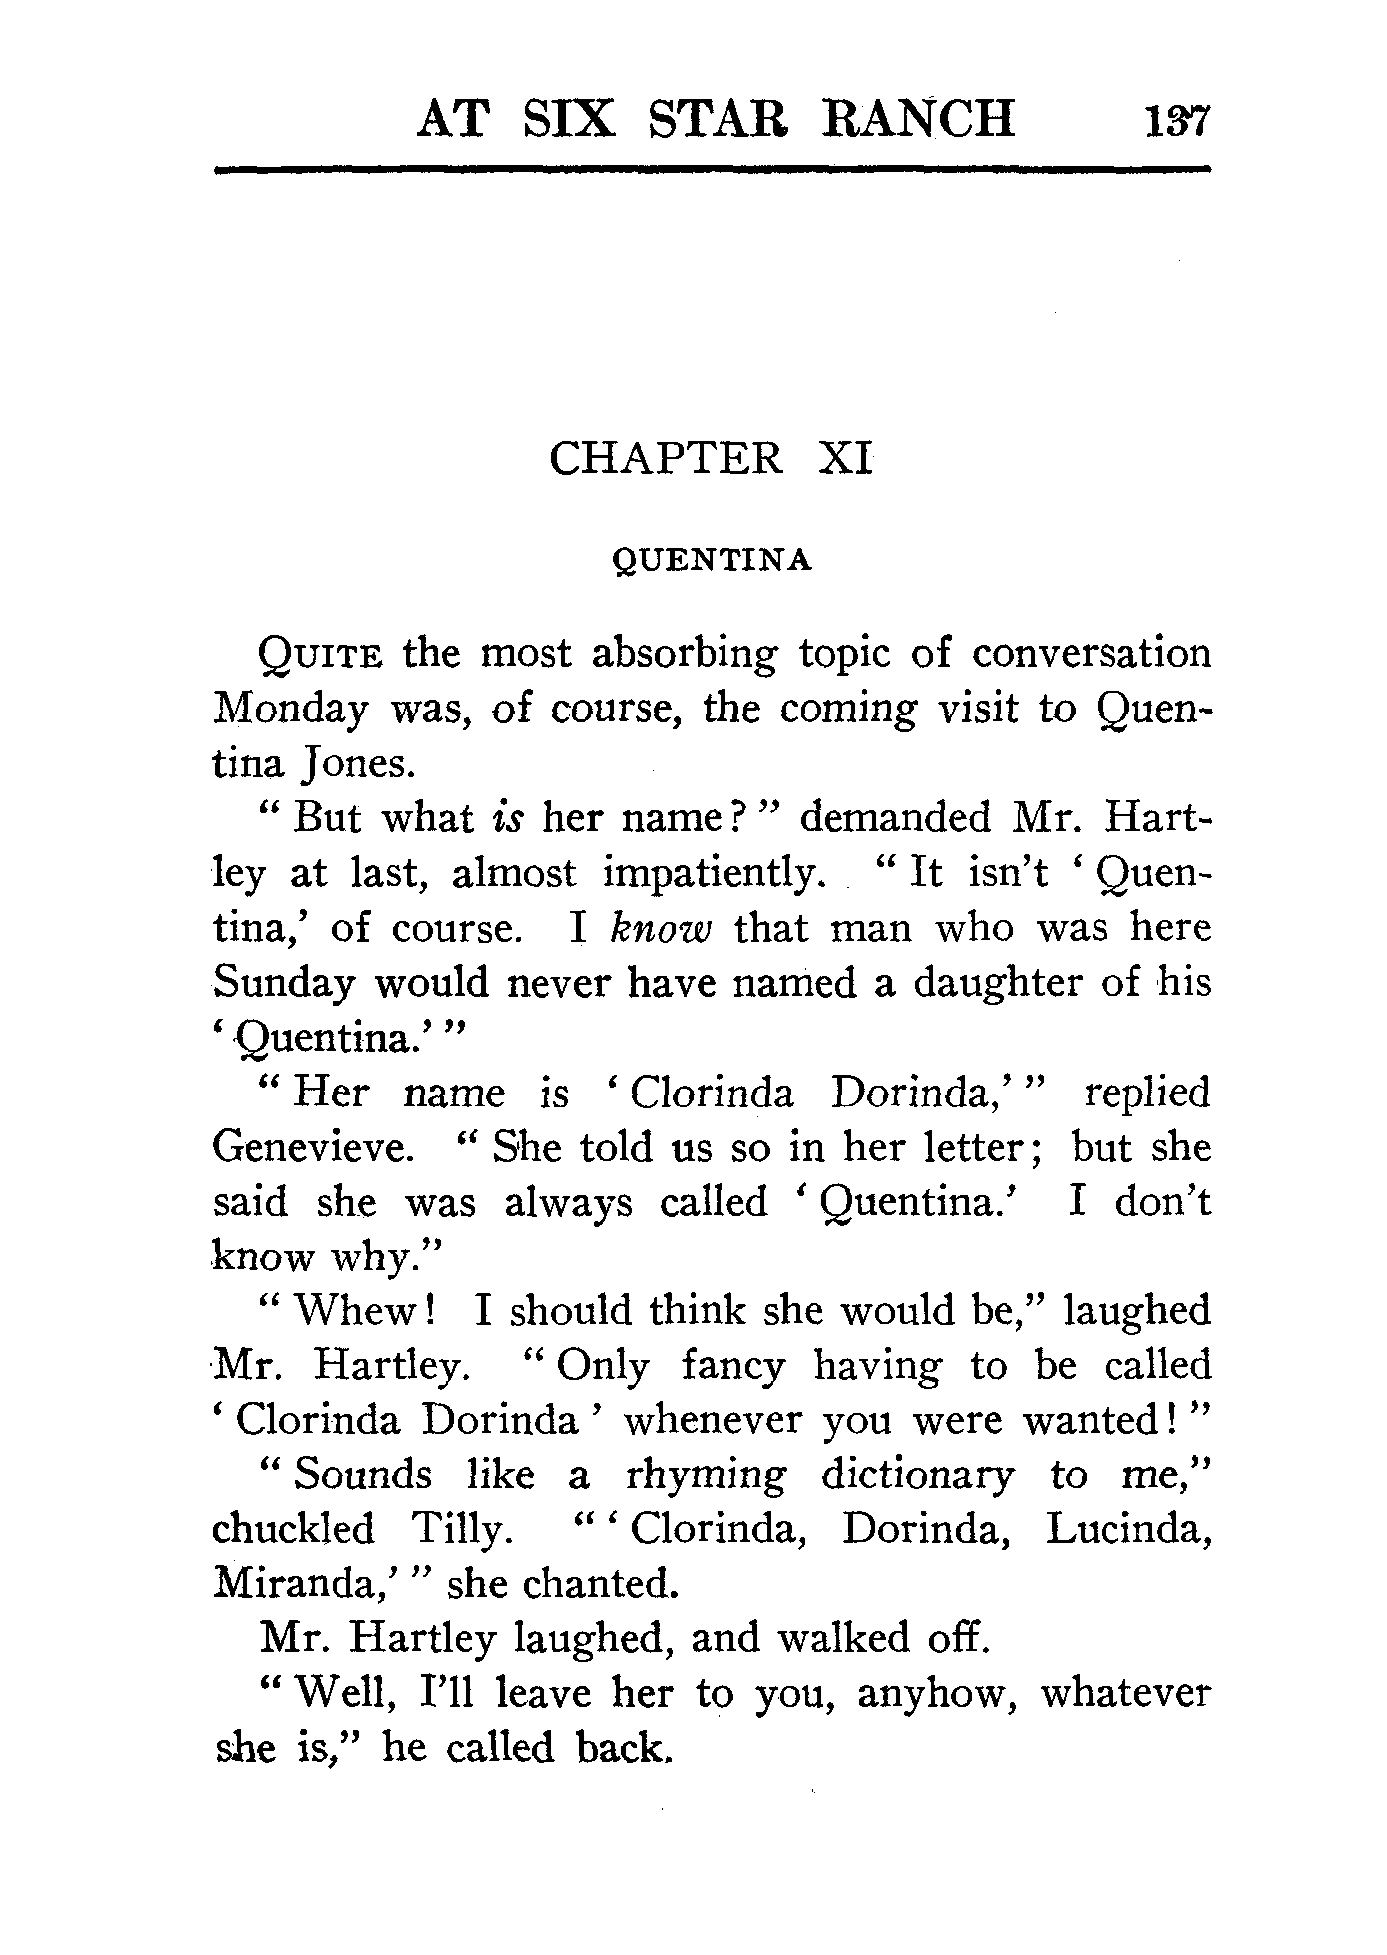 AT SIX STAR RANCH 137
CHAPTER XI
QUENTINA
QUITE the most absorbing topic of conversation
Monday was, of course, the coming visit to Quen-
tina Jones.
“ But what is her name? ” demanded Mr. Hart-
ley at last, almost impatiently. “ It isn’t ‘ Quen-
tina,’ of course. I know that man who was here
Sunday would never have named a daughter of his
‘ Quentina.’ ”
“ Her name is ‘ Clorinda Dorinda,’ ” replied
Genevieve. “ She told us so in her letter; but she
said she was always called ‘ Quentina.’ I don’t
know why.”
“ Whew! I should think she would be,” laughed
Mr. Hartley. “ Only fancy having to be called
‘ Clorinda Dorinda ’ whenever you were wanted! ”
“ Sounds like a rhyming dictionary to me,”
chuckled Tilly. “ ‘ Clorinda, Dorinda, Lucinda,
Miranda,’ ” she chanted.
Mr. Hartley laughed, and walked off.
“ Well, I’ll leave her to you, anyhow, whatever
she is,” he called back.